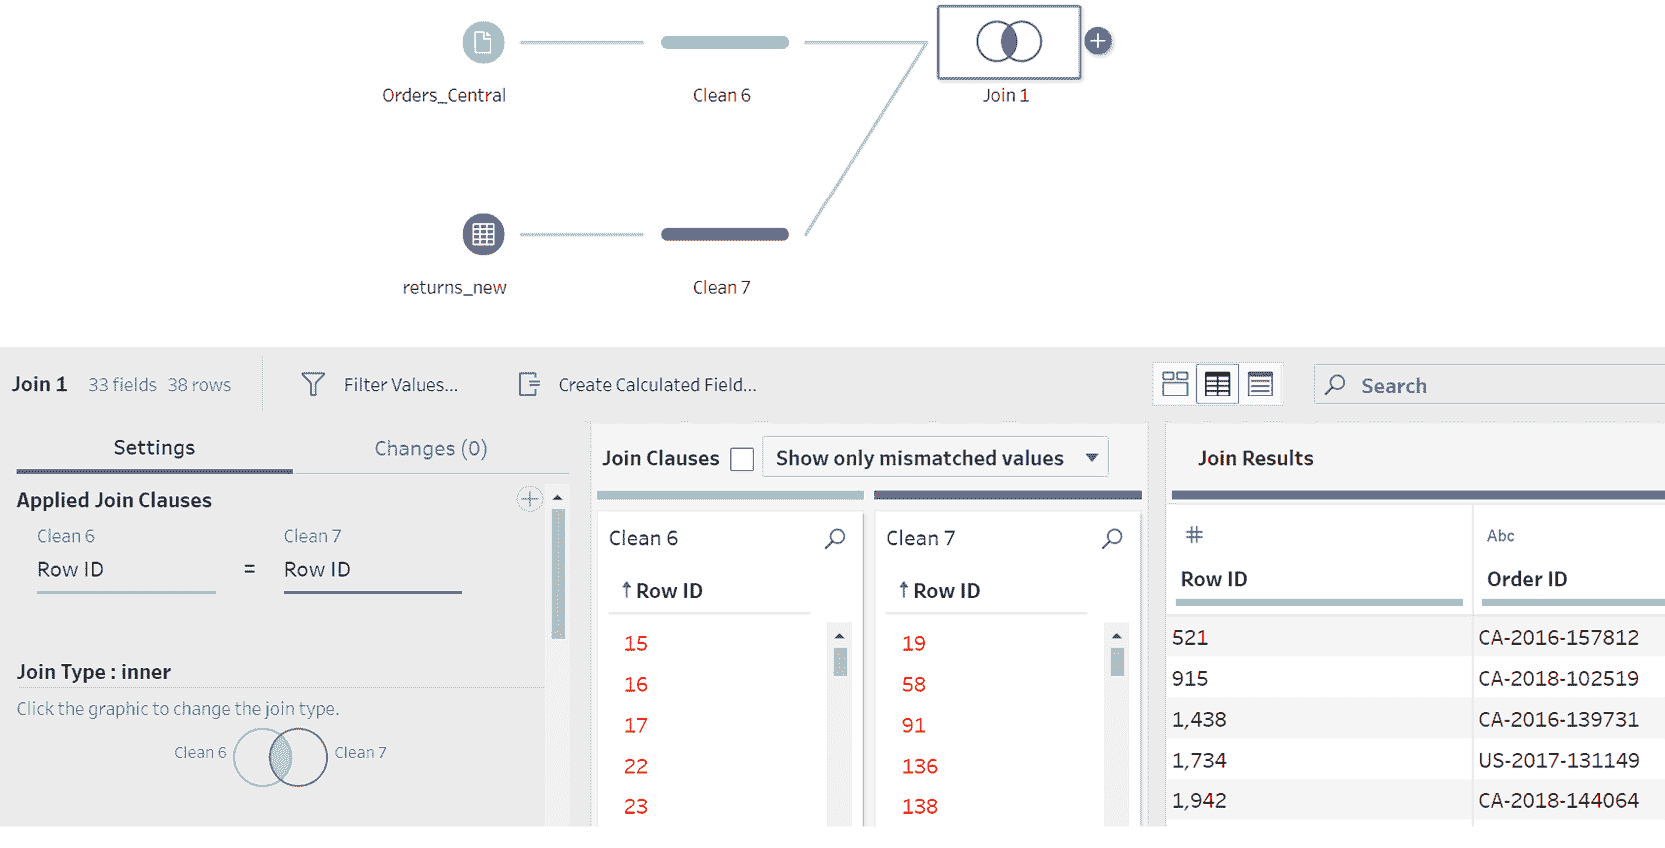 Orders_Central
Clean 6
Join 1
returns_new
Clean 7
Join 1 33 fields 38 rows
Filter Values...
Create Calculated Field...
Search
Settings
Changes (0)
Applied Join Clauses
Clean 6
Clean 7
Row ID = Row ID
Join Type : inner
Click the graphic to change the join type.
Clean 6
Clean 7
Join Clauses
Show only mismatched values
Clean 6
Row ID
15
16
17
22
23
Clean 7
Row ID
19
58
91
136
138
Join Results
# Abc
Row ID Order ID
521 CA-2016-157812
915 CA-2018-102519
1,438 CA-2016-139731
1,734 US-2017-131149
1,942 CA-2018-144064